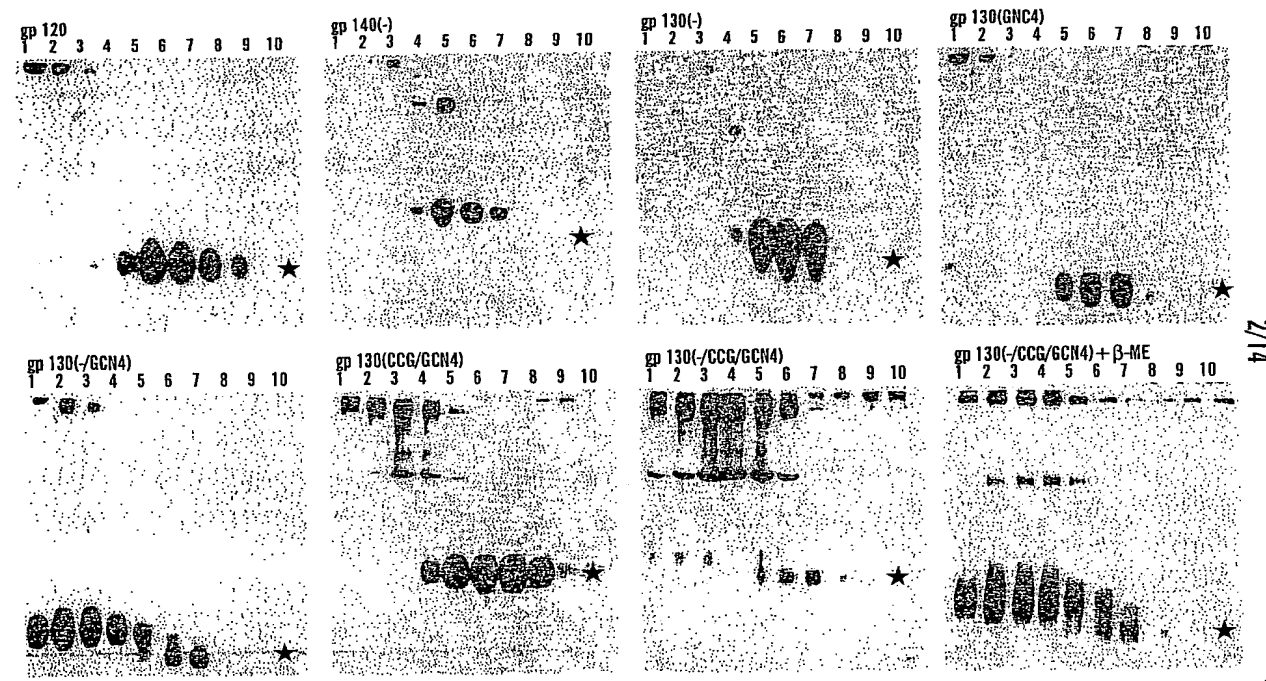 gp 120
1 2 3 4 5 6 7 8 9 10
gp 140(-)
1 2 3 4 5 6 7 8 9 10
gp 130(-)
1 2 3 4 5 6 7 8 9 10
gp 130(GNC4)
1 2 3 4 5 6 7 8 9 10
gp 130(-/GCN4)
1 2 3 4 5 6 7 8 9 10
gp 130(CCG/GCN4)
1 2 3 4 5 6 7 8 9 10
gp 130(-/CCG/GCN4)
1 2 3 4 5 6 7 8 9 10
gp 130(-/CCG/GCN4)+β-ME
1 2 3 4 5 6 7 8 9 10
2/14